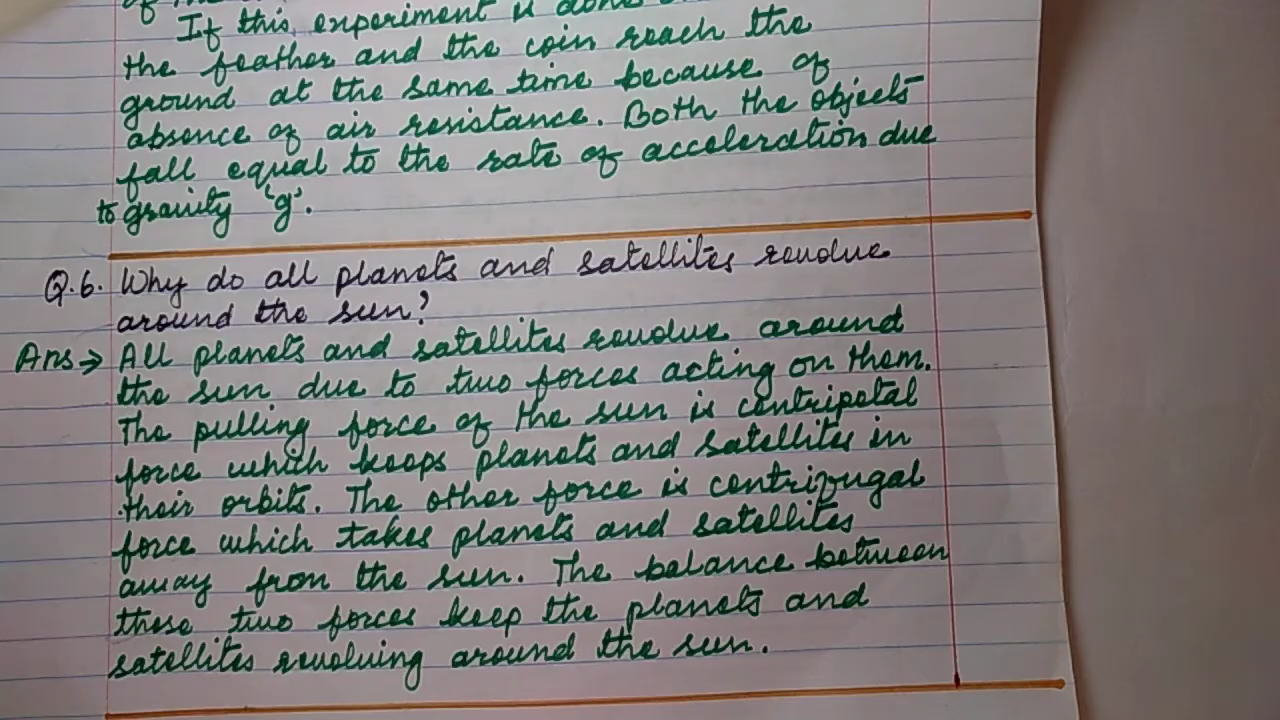 If this experiment is done
the feather and the coin reach the
ground at the same time because of
absence of air resistance. Both the objects
fall equal to the rate of acceleration due
to gravity 'g'.
Q.6. Why do all planets and satellites revolve
around the sun?
Ans → All planets and satellites revolve around
the sun due to two forces acting on them.
The pulling force of the sun is centripetal
force which keeps planets and satellites in
their orbits. The other force is centrifugal
force which takes planets and satellites
away from the sun. The balance between
these two forces keep the planets and
satellites revolving around the sun.